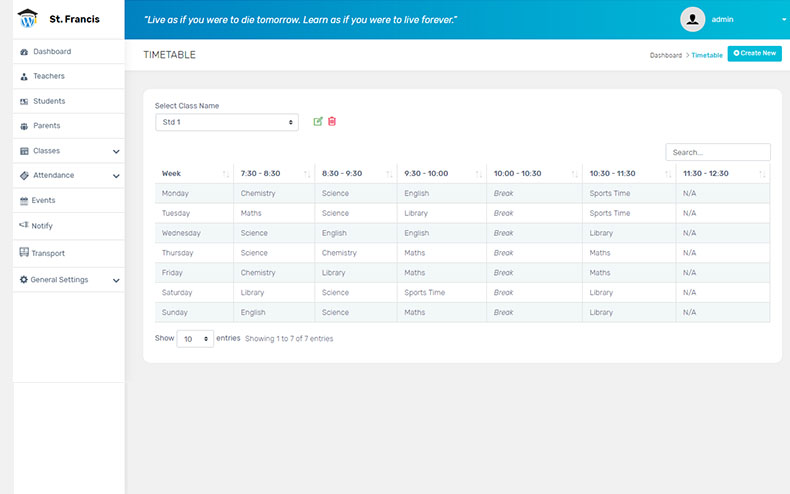 St. Francis
"Live as if you were to die tomorrow. Learn as if you were to live forever."
admin
Dashboard
Teachers
Students
Parents
Classes
Attendance
Events
Notify
Transport
General Settings
TIMETABLE
Dashboard > Timetable
Create New
Select Class Name
Std 1
Search...
Week 7:30 - 8:30 8:30 - 9:30 9:30 - 10:00 10:00 - 10:30 10:30 - 11:30 11:30 - 12:30
Monday Chemistry Science English Break Sports Time N/A
Tuesday Maths Science Library Break Sports Time N/A
Wednesday Science English English Break Library N/A
Thursday Science Chemistry Maths Break Maths N/A
Friday Chemistry Library Maths Break Maths N/A
Saturday Library Science Sports Time Break Library N/A
Sunday English Science Maths Break Library N/A
Show 10 entries Showing 1 to 7 of 7 entries